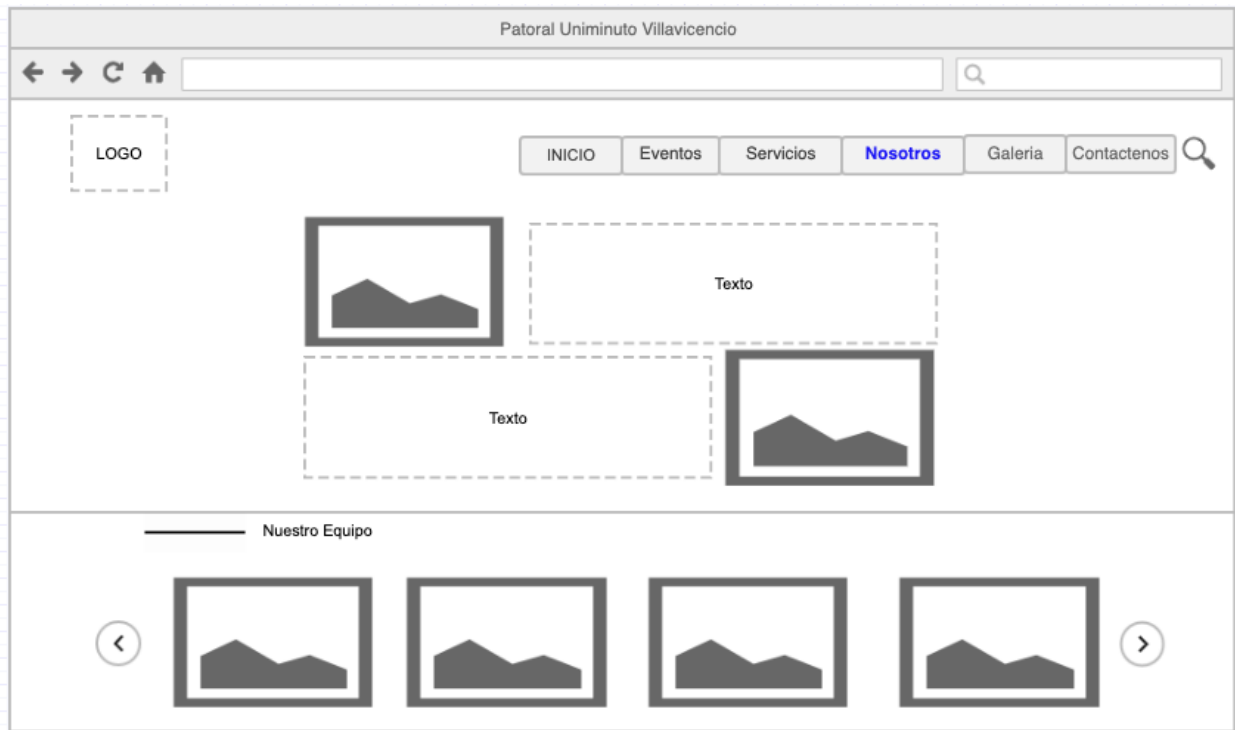 Patoral Uniminuto Villavicencio
LOGO
INICIO Eventos Servicios Nosotros Galeria Contactenos
Texto
Texto
Nuestro Equipo